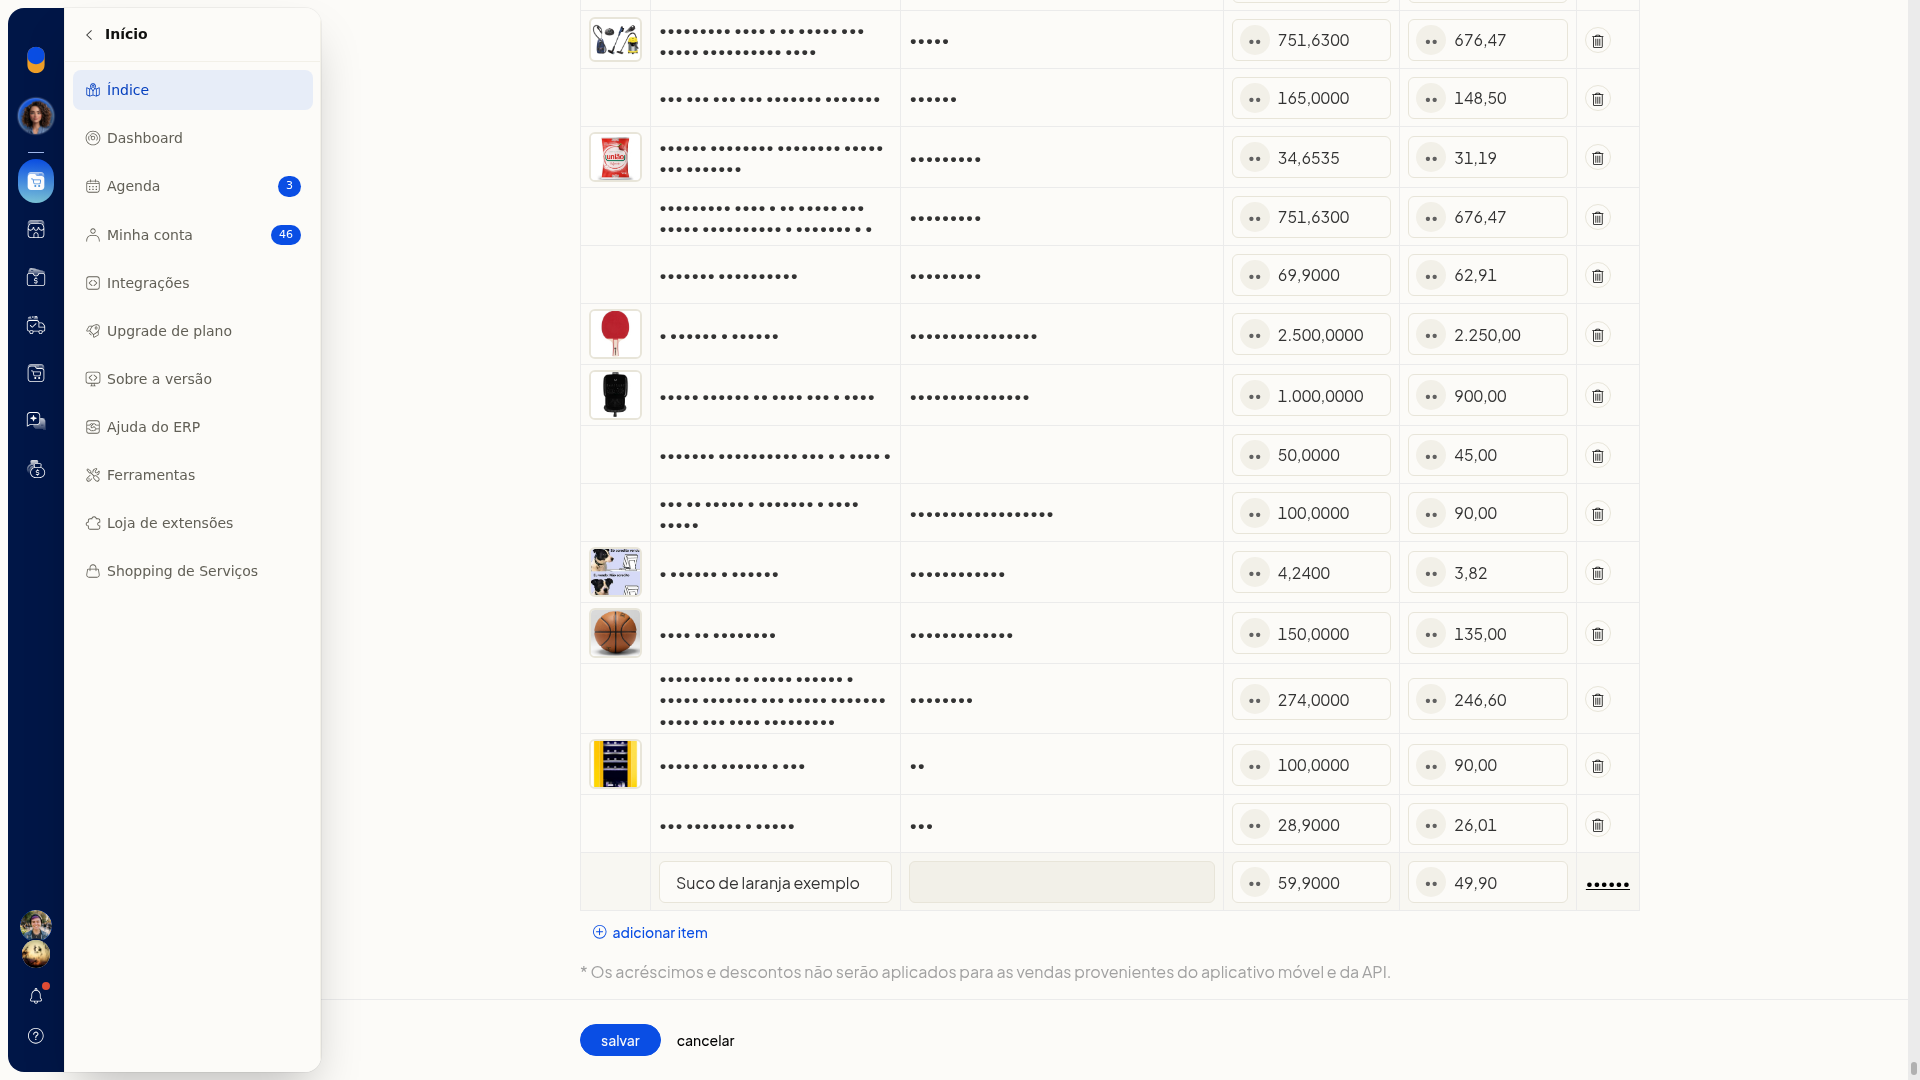 Início
Índice
Dashboard
Agenda 3
Minha conta 46
Integrações
Upgrade de plano
Sobre a versão
Ajuda do ERP
Ferramentas
Loja de extensões
Shopping de Serviços
751,6300 676,47
165,0000 148,50
união
34,6535 31,19
751,6300 676,47
69,9000 62,91
2.500,0000 2.250,00
1.000,0000 900,00
50,0000 45,00
100,0000 90,00
4,2400 3,82
150,0000 135,00
274,0000 246,60
100,0000 90,00
28,9000 26,01
Suco de laranja exemplo 59,9000 49,90
adicionar item
* Os acréscimos e descontos não serão aplicados para as vendas provenientes do aplicativo móvel e da API.
salvar cancelar